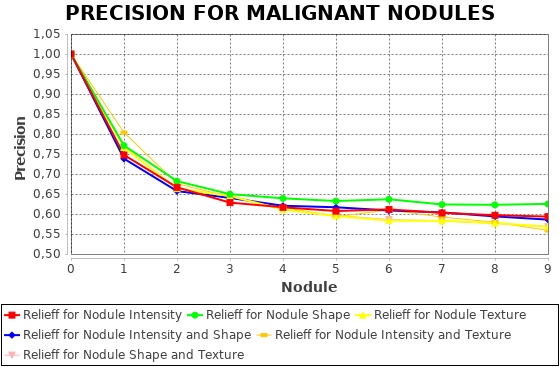 PRECISION FOR MALIGNANT NODULES
1,05
1,00
0,95
0,90
0,85
0,80
0,75
0,70
0,65
0,60
0,55
0,50
Precision
0 1 2 3 4 5 6 7 8 9
Nodule
Relieff for Nodule Intensity Relieff for Nodule Shape Relieff for Nodule Texture
Relieff for Nodule Intensity and Shape Relieff for Nodule Intensity and Texture
Relieff for Nodule Shape and Texture